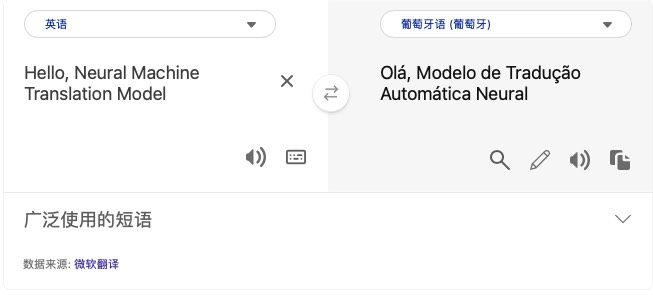 英语
葡萄牙语 (葡萄牙)
Hello, Neural Machine
Translation Model
Olá, Modelo de Tradução
Automática Neural
广泛使用的短语
数据来源: 微软翻译